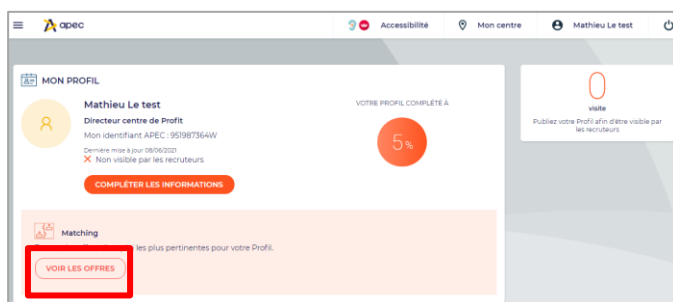 apec
Accessibilité
Mon centre
Mathieu Le test
MON PROFIL
Mathieu Le test
Directeur centre de Profit
Mon identifiant APEC : 951987364W
Dernière mise à jour 08/06/2021
Non visible par les recruteurs
COMPLÉTER LES INFORMATIONS
VOTRE PROFIL COMPLÉTÉ À
5 %
0
visite
Publiez votre Profil afin d'être visible par
les recruteurs
Matching
les plus pertinentes pour votre Profil.
VOIR LES OFFRES